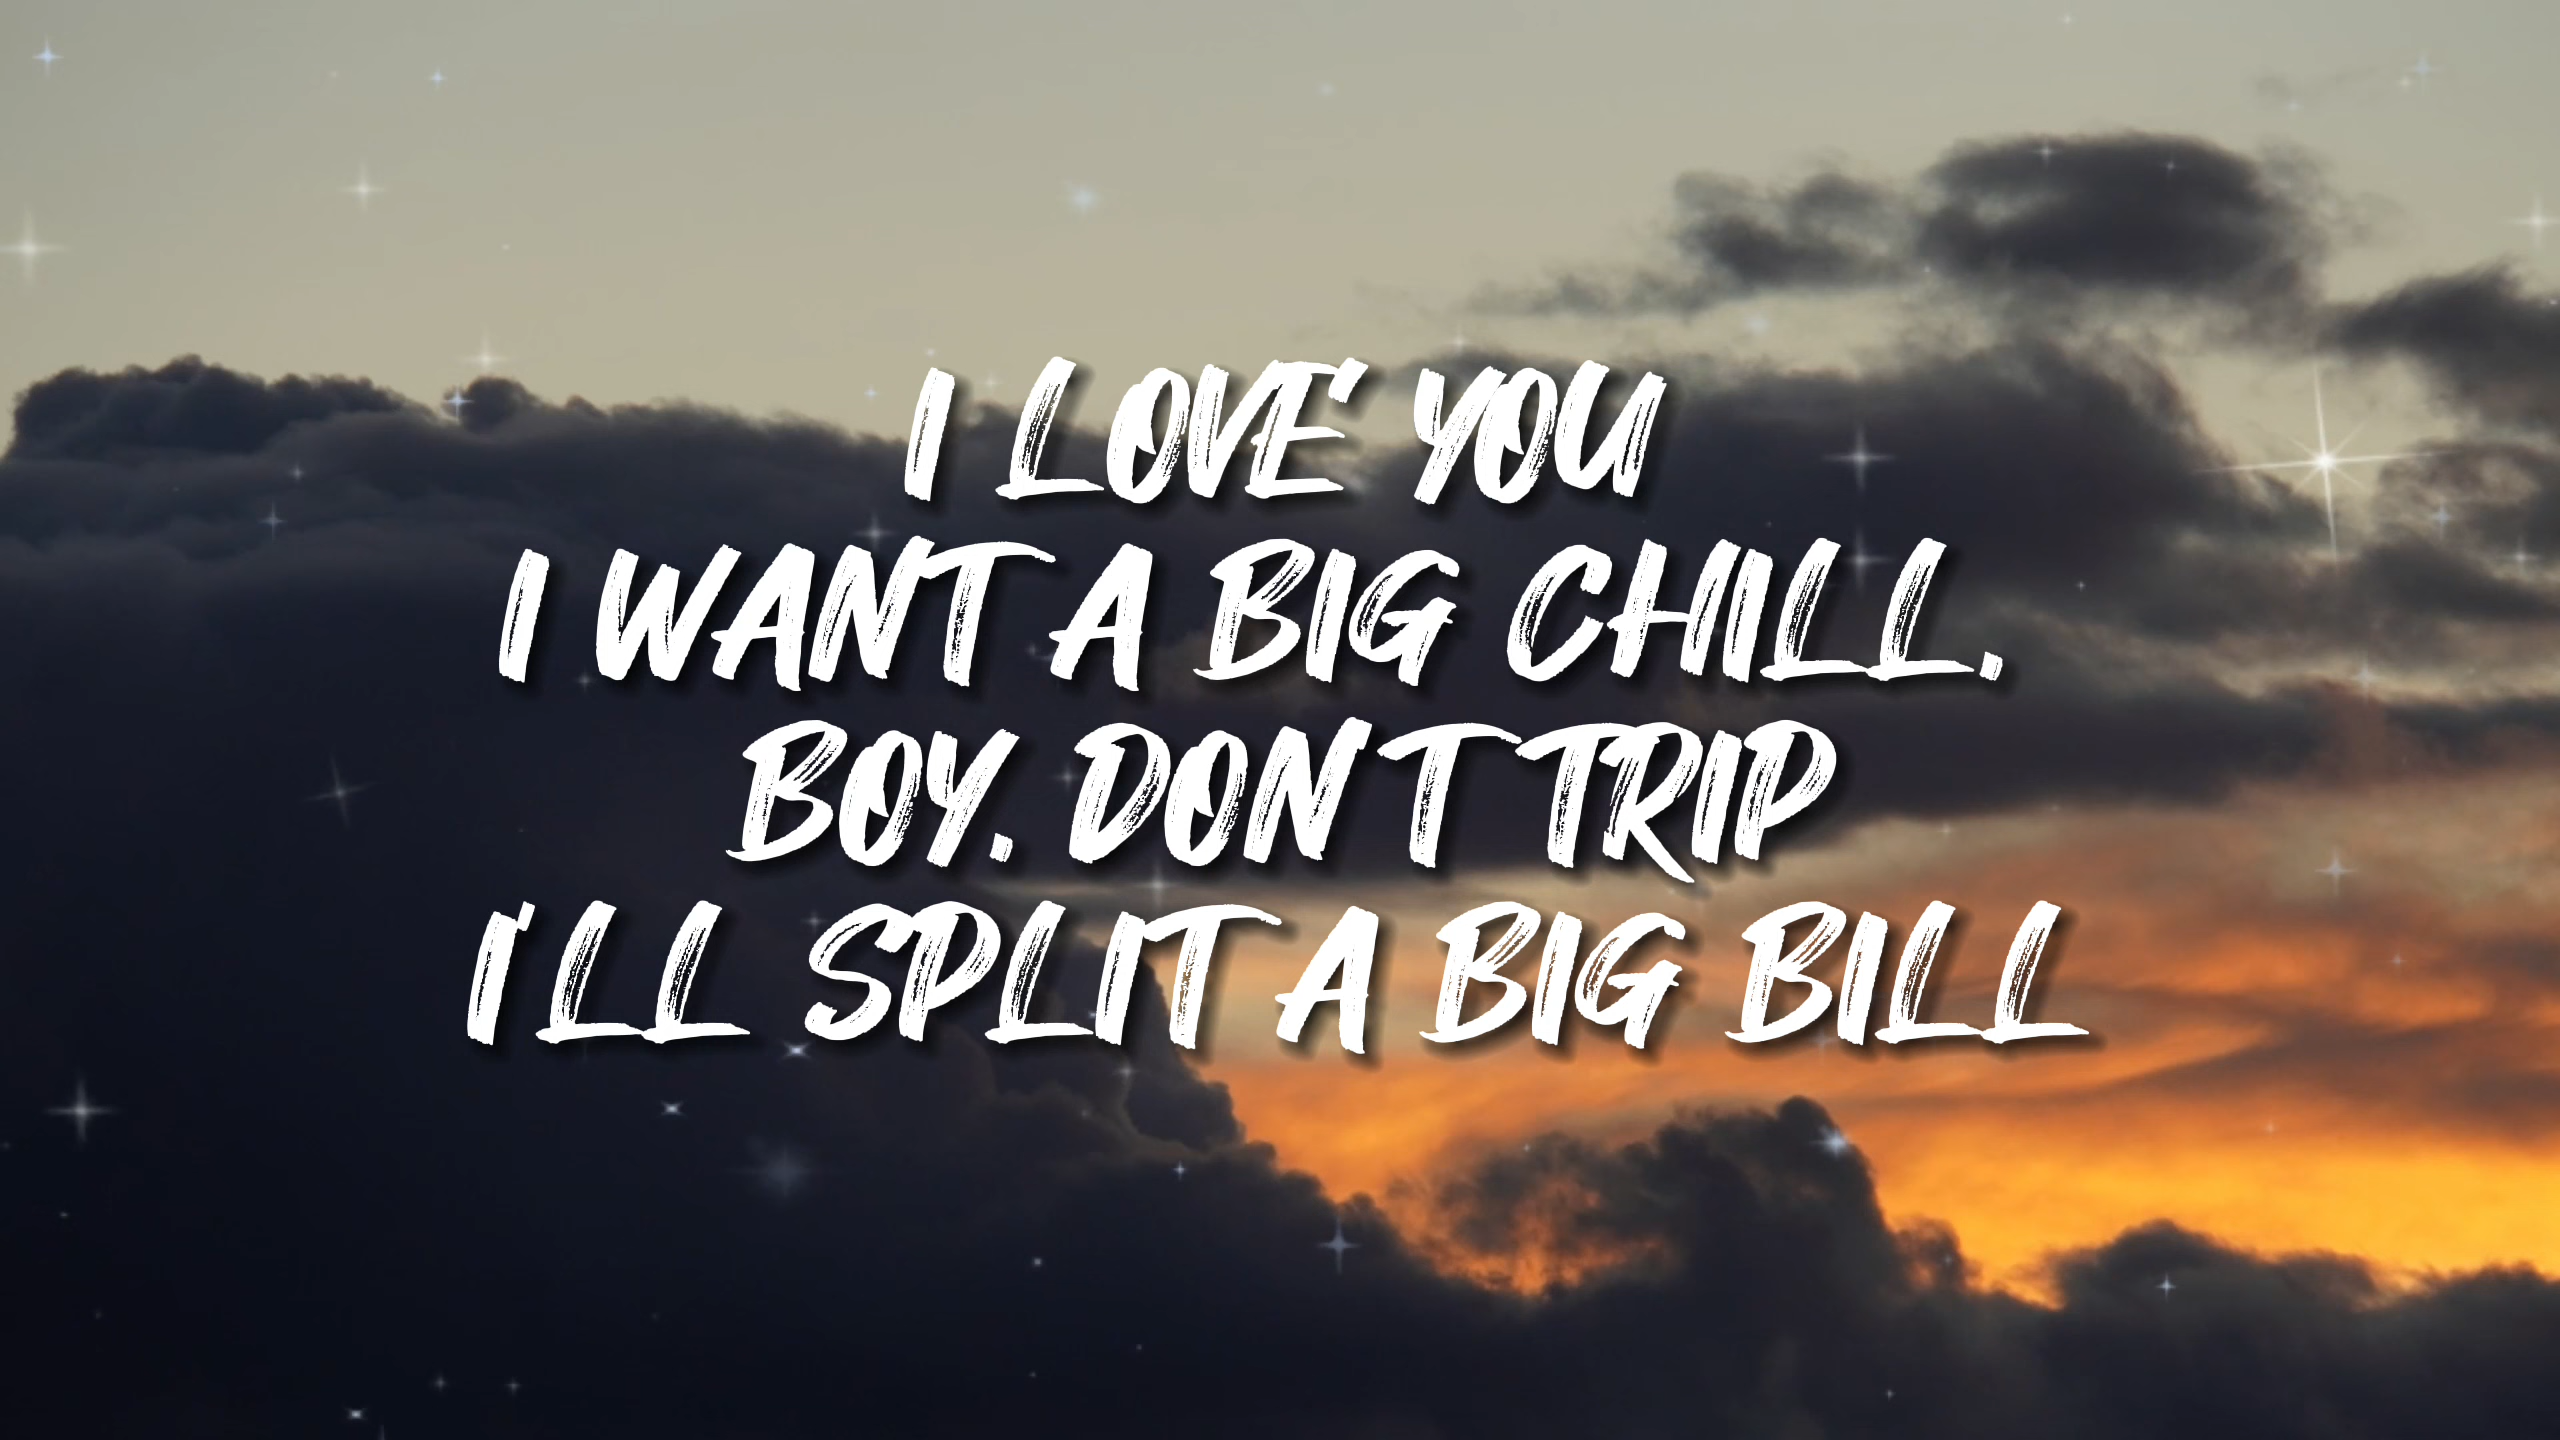 I LOVE YOU
I WANT A BIG CHILL,
BOY, DON'T TRIP
I'LL SPLIT A BIG BILL